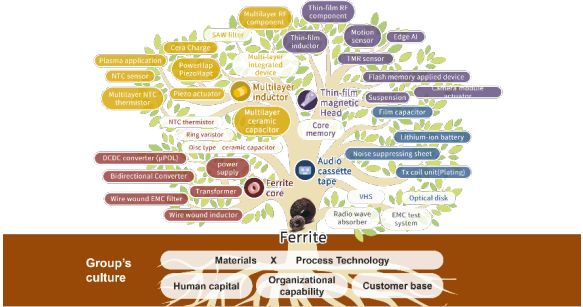 Multilayer RF
component
Thin-film RF
component
SAW filter
Thin-film
inductor
Motion
sensor
Edge AI
Cera Charge
Plasma application
PowerHap
PiezoHapt
Multi-layer
integrated
device
TMR sensor
NTC sensor
Flash memory applied device
Multilayer NTC
thermistor
Piezo actuator
Multilayer
inductor
Thin-film
magnetic
Head
Suspension
Camera module
actuator
Film capacitor
Multilayer
ceramic
capacitor
NTC thermistor
Core
memory
Ring varistor
Lithium-ion battery
Disc type ceramic capacitor
Noise suppressing sheet
DCDC converter (μPOL)
power
supply
Audio
cassette
tape
Tx coil unit(Plating)
Bidirectional Converter
Transformer
Ferrite
core
Wire wound EMC filter
VHS
Optical disk
Wire wound inductor
Radio wave
absorber
EMC test
system
Ferrite
Group's
culture
Materials X Process Technology
Human capital
Organizational
capability
Customer base